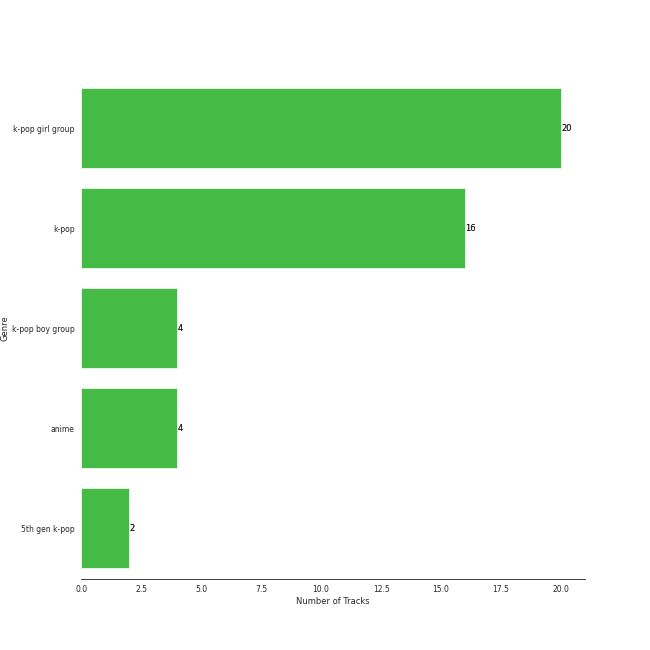 k-pop girl group
20
k-pop
16
k-pop boy group
4
anime
4
5th gen k-pop
2
Genre
0.0 2.5 5.0 7.5 10.0 12.5 15.0 17.5 20.0
Number of Tracks